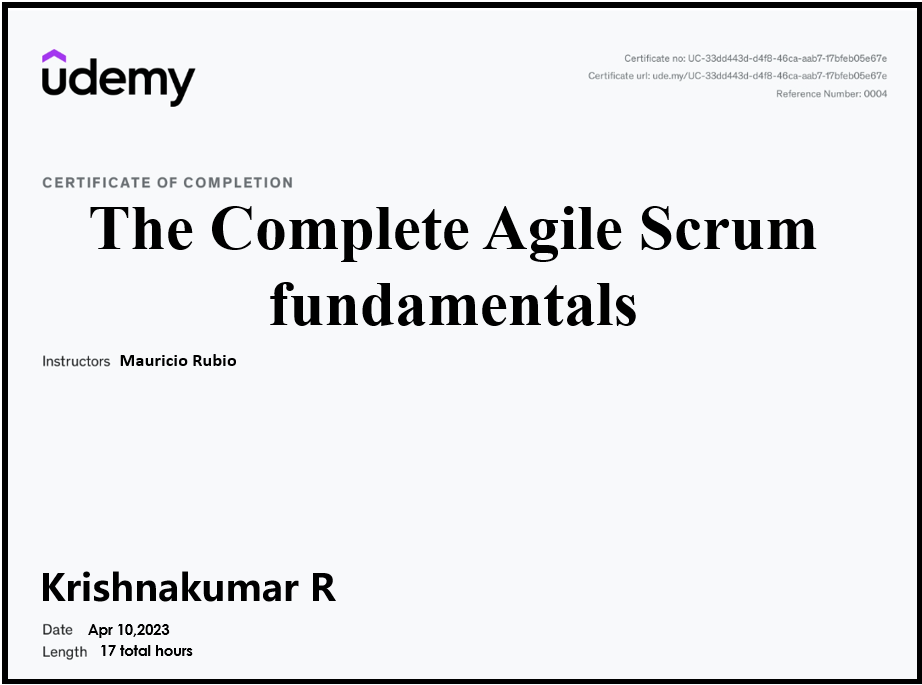 udemy
Certificate no: UC-33dd443d-d4f8-46ca-aab7-17bfeb05e67e
Certificate url: ude.my/UC-33dd443d-d4f8-46ca-aab7-17bfeb05e67e
Reference Number: 0004
CERTIFICATE OF COMPLETION
The Complete Agile Scrum
fundamentals
Instructors Mauricio Rubio
Krishnakumar R
Date Apr 10,2023
Length 17 total hours